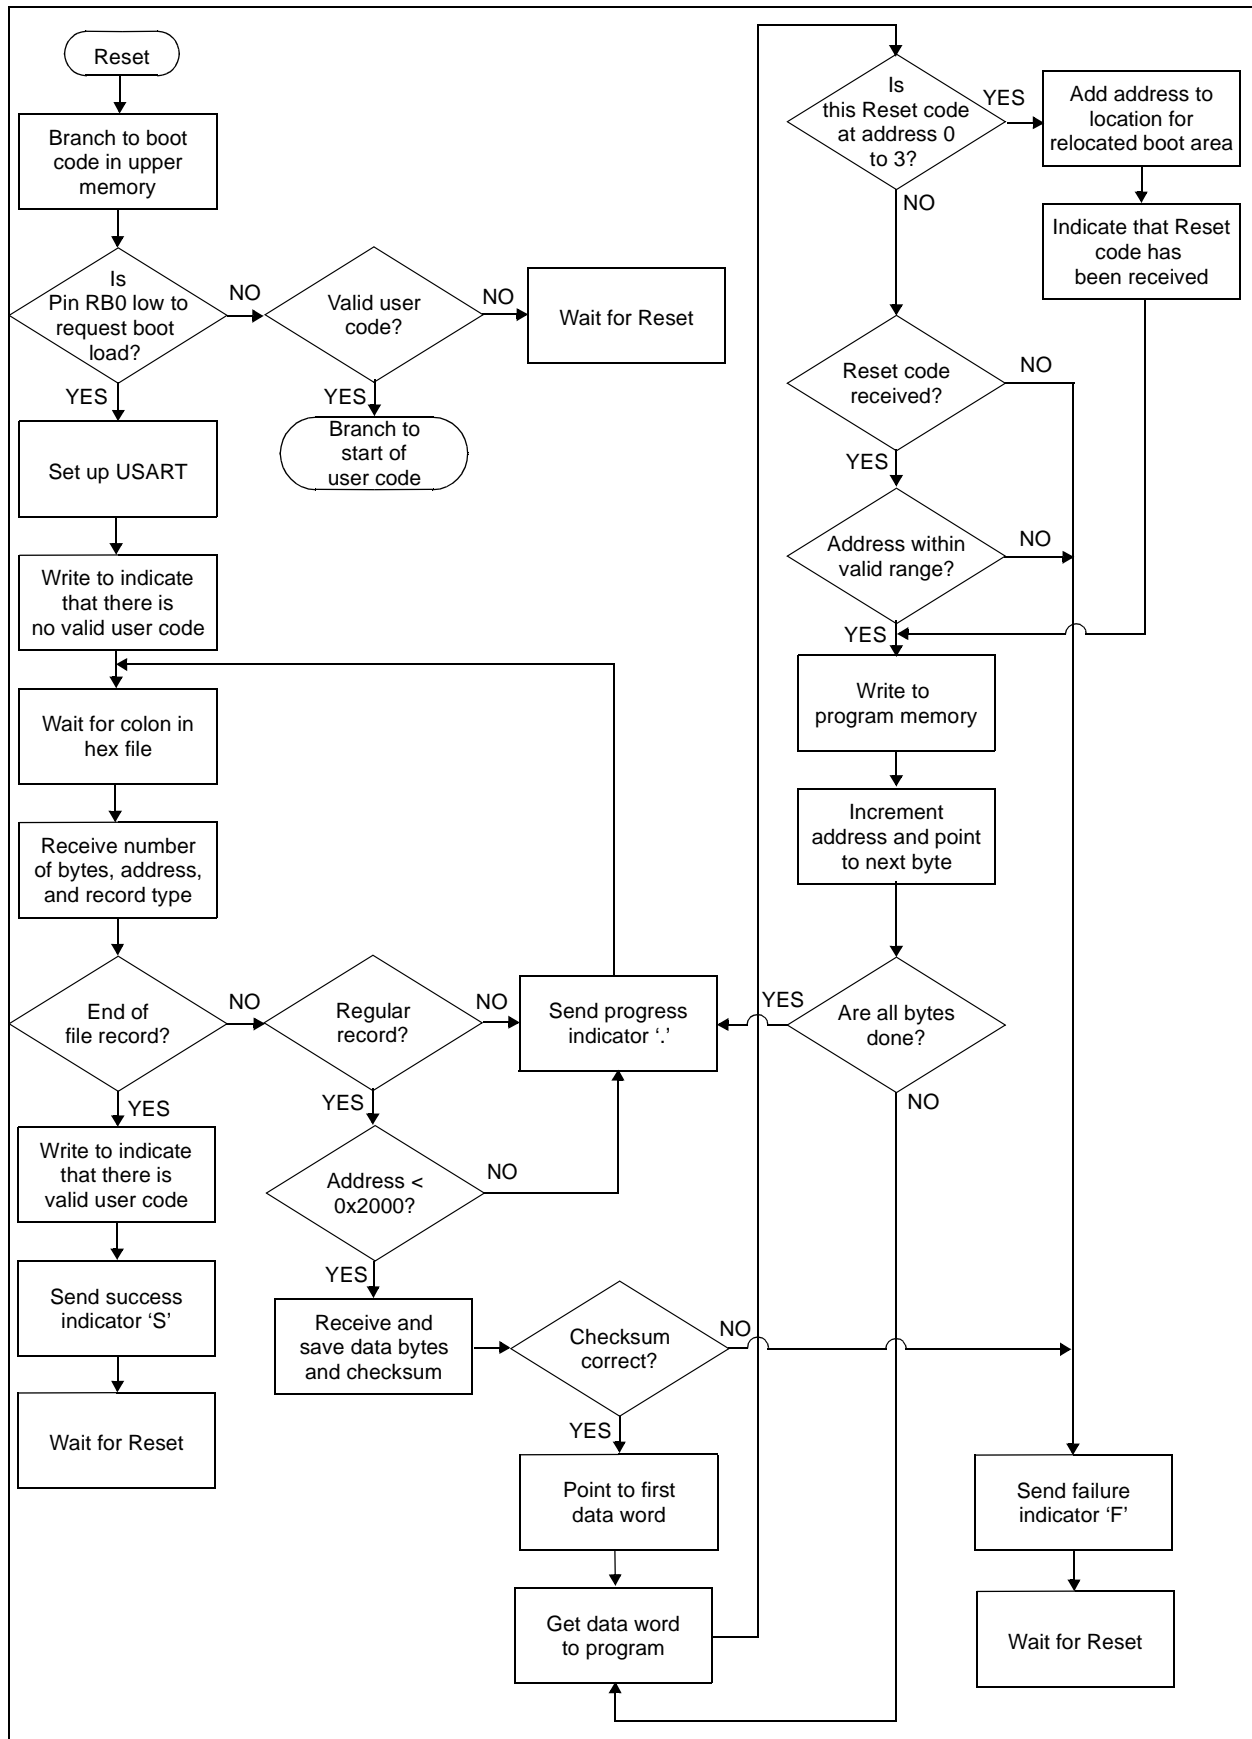 Reset
Branch to boot
code in upper
memory
Is
Pin RB0 low to
request boot
load?
NO
YES
Valid user
code?
NO
YES
Wait for Reset
Branch to
start of
user code
Set up USART
Write to indicate
that there is
no valid user code
Wait for colon in
hex file
Receive number
of bytes, address,
and record type
End of
file record?
NO
YES
Regular
record?
NO
YES
Send progress
indicator ‘.’
Write to indicate
that there is
valid user code
Address <
0x2000?
NO
YES
Send success
indicator ‘S’
Wait for Reset
Receive and
save data bytes
and checksum
Checksum
correct?
NO
YES
Point to first
data word
Get data word
to program
Is
this Reset code
at address 0
to 3?
YES
NO
Add address to
location for
relocated boot area
Indicate that Reset
code has
been received
Reset code
received?
NO
YES
Address within
valid range?
NO
YES
Write to
program memory
Increment
address and point
to next byte
Are all bytes
done?
YES
NO
Send failure
indicator ‘F’
Wait for Reset